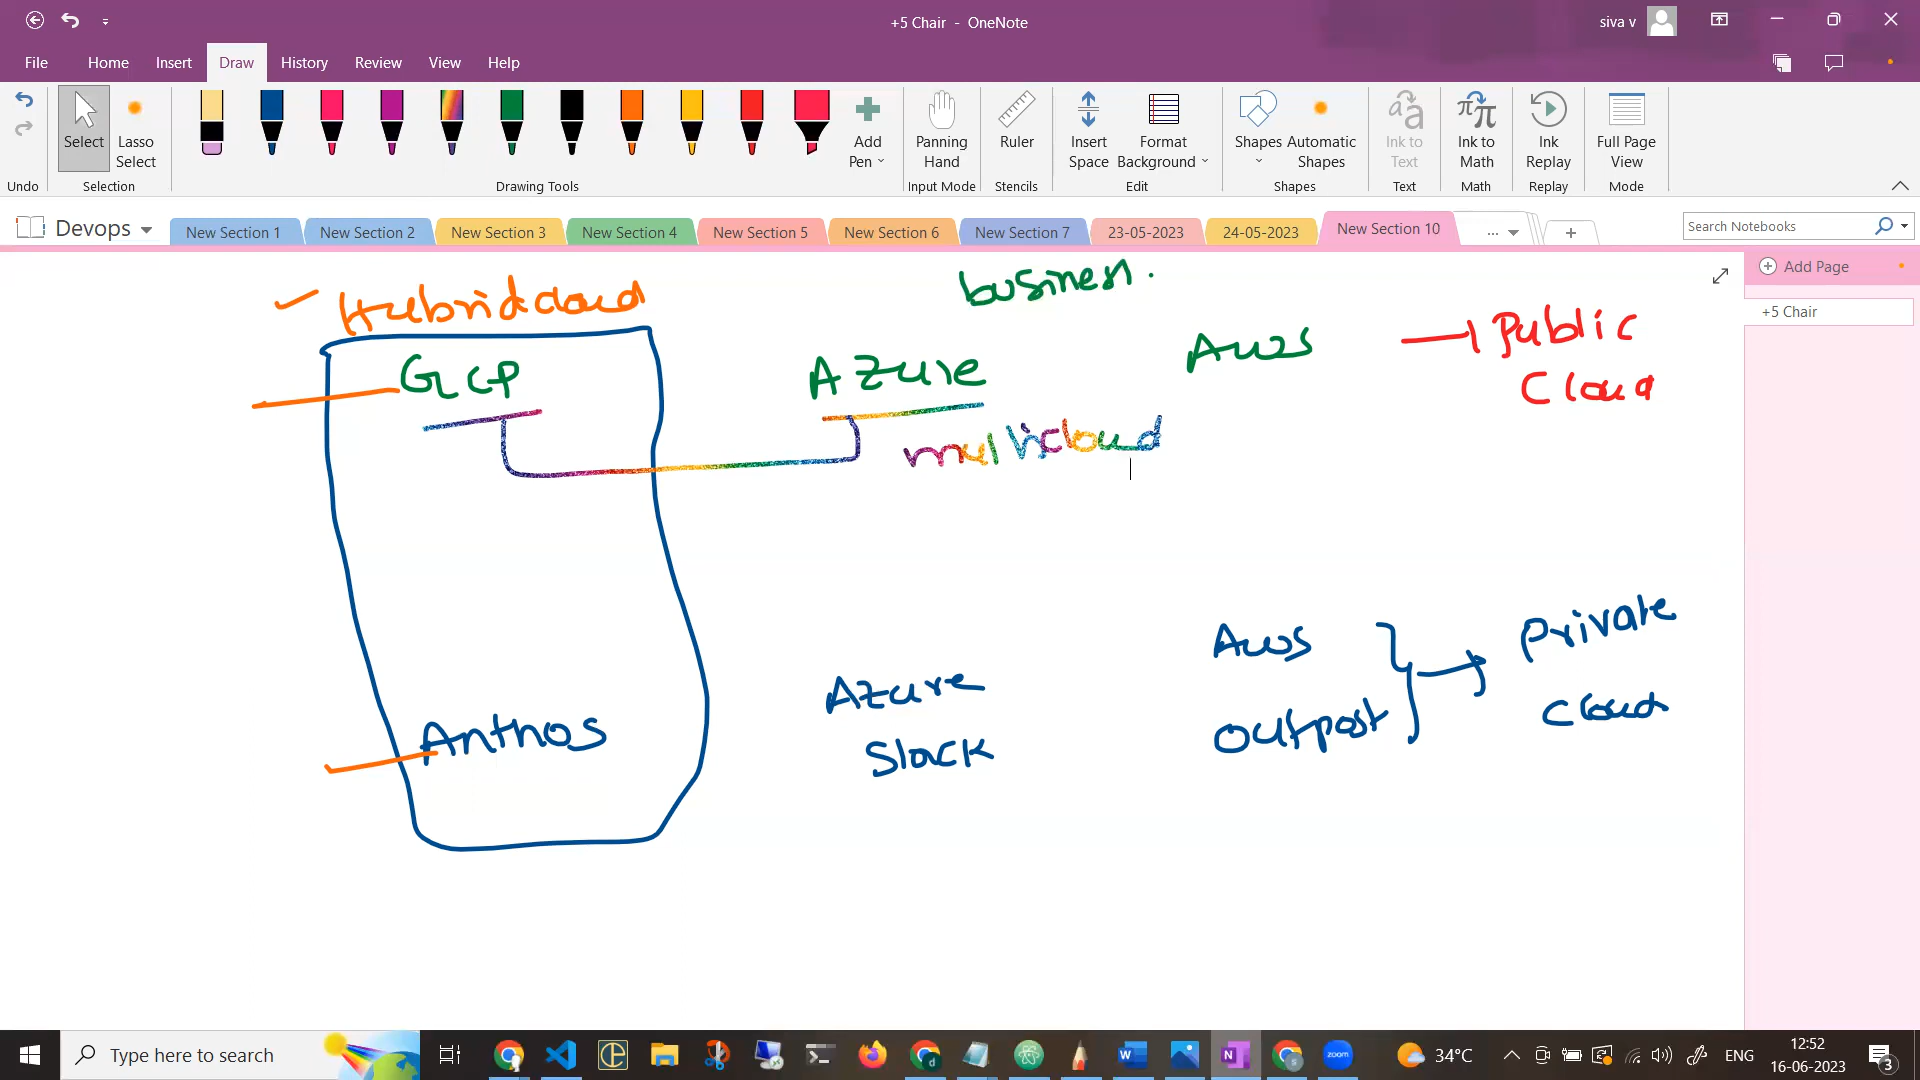 +5 Chair - OneNote
siva v
File Home Insert Draw History Review View Help
Select
Lasso Select
Add Pen
Panning Hand
Ruler
Insert Space
Format Background
Shapes
Automatic Shapes
Ink to Text
Ink to Math
Ink Replay
Full Page View
Undo Selection Drawing Tools Input Mode Stencils Edit Shapes Text Math Replay Mode
Devops New Section 1 New Section 2 New Section 3 New Section 4 New Section 5 New Section 6 New Section 7 23-05-2023 24-05-2023 New Section 10 ... + Search Notebooks
Add Page
+5 Chair
business.
Hubridcloud
GCP
Azure
Aws
Public
Cloud
multicloud
Anthos
Azure
Stack
Aws
Outpost
Private
Cloud
Type here to search
zoom
34°C
ENG
12:52
16-06-2023
3